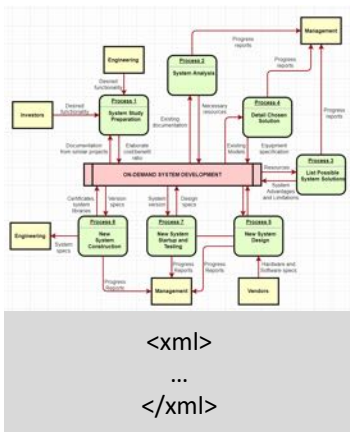 Progress
reports
Management
Process 2
System Analysis
Engineering
Progress
reports
Desired
functionality
Progress
reports
Investors
Desired
functionality
Process 1
System Study
Preparation
Existing
documentation
Necessary
resources
Process 4
Detail Chosen
Solution
Documentation
from similar projects
Elaborate
cost/benefit
ratio
Existing
Models
Equipment
specification
Process 3
List Possible
System Solutions
ON-DEMAND SYSTEM DEVELOPMENT
Resources
System
Advantages
and Limitations
Certificates,
system
libraries
Version
specs
System
version
Design
specs
Engineering
System
specs
New
System
Construction
Process 7
New System
Startup and
Testing
New System
Design
Progress
Reports
Progress
Reports
Progress
Reports
Hardware and
Software specs
Management
Vendors
<xml>
...
</xml>